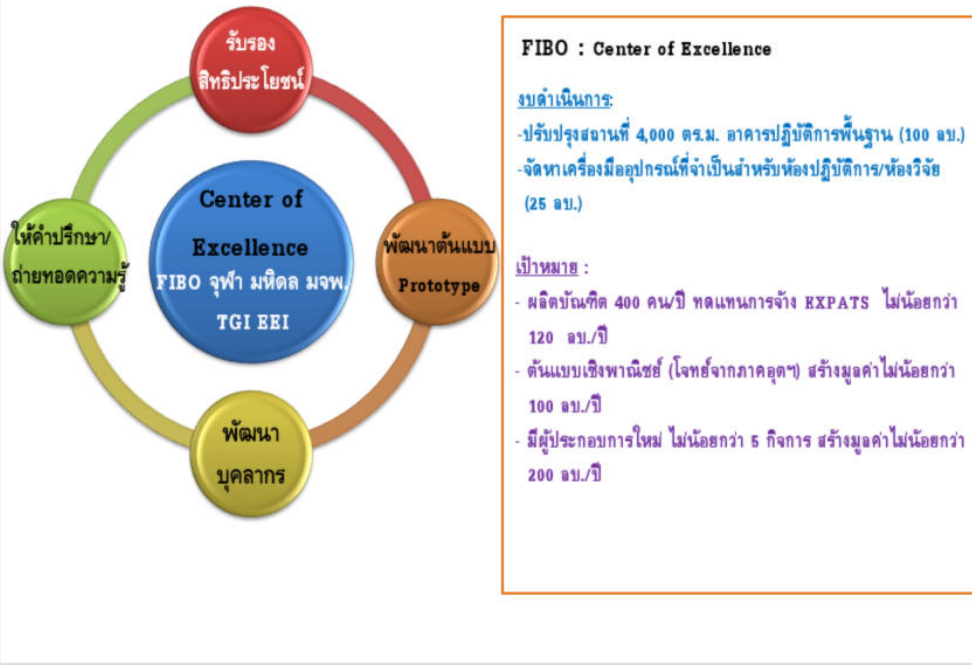 รับรอง
สิทธิประโยชน์
ให้คำปรึกษา/
ถ่ายทอดความรู้
Center of
Excellence
FIBO จุฬา มหิดล มจพ.
TGI EEI
พัฒนาต้นแบบ
Prototype
พัฒนา
บุคลากร
FIBO : Center of Excellence
งบดำเนินการ:
-ปรับปรุงสถานที่ 4,000 ตร.ม. อาคารปฏิบัติการพื้นฐาน (100 ลบ.)
-จัดหาเครื่องมืออุปกรณ์ที่จำเป็นสำหรับห้องปฏิบัติการ/ห้องวิจัย
(25 ลบ.)
เป้าหมาย :
- ผลิตบัณฑิต 400 คน/ปี ทดแทนการจ้าง EXPATS ไม่น้อยกว่า
120 ลบ./ปี
- ต้นแบบเชิงพาณิชย์ (โจทย์จากภาคอุตฯ) สร้างมูลค่าไม่น้อยกว่า
100 ลบ./ปี
- มีผู้ประกอบการใหม่ ไม่น้อยกว่า 5 กิจการ สร้างมูลค่าไม่น้อยกว่า
200 ลบ./ปี